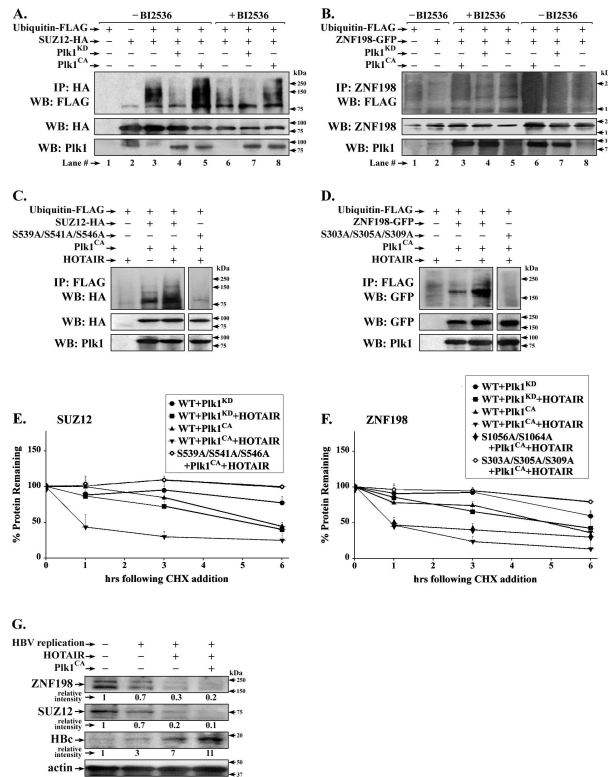 A.
−BI2536
+BI2536
Ubiquitin-FLAG → + + + + + + + +
SUZ12-HA → − + + + + + + +
Plk1KD → − − − + − − + −
Plk1CA → − − − − + − − +
kDa
IP: HA
WB: FLAG
250
150
75
WB: HA
100
75
WB: Plk1
100
75
Lane # → 1 2 3 4 5 6 7 8
B.
−BI2536
+BI2536
−BI2536
Ubiquitin-FLAG →
ZNF198-GFP →
Plk1KD →
Plk1CA →
kDa
IP: ZNF198
WB: FLAG
WB: ZNF198
WB: Plk1
Lane # → 1 2 3 4 5 6 7 8
C.
Ubiquitin-FLAG → + + + +
SUZ12-HA → − + + −
S539A/S541A/S546A → − − − +
Plk1CA → − + + +
HOTAIR → + − + +
kDa
IP: FLAG
WB: HA
250
150
75
WB: HA
100
75
WB: Plk1
100
75
D.
Ubiquitin-FLAG → + + + +
ZNF198-GFP → − + + −
S303A/S305A/S309A → − − − +
Plk1CA → − + + +
HOTAIR → + − + +
kDa
IP: FLAG
WB: GFP
250
150
WB: GFP
250
150
WB: Plk1
100
75
E.
SUZ12
WT+Plk1KD
WT+Plk1KD+HOTAIR
WT+Plk1CA
WT+Plk1CA+HOTAIR
S539A/S541A/S546A
+Plk1CA+HOTAIR
% Protein Remaining
150
100
50
0
0 1 3 6
hrs following CHX addition
F.
ZNF198
WT+Plk1KD
WT+Plk1KD+HOTAIR
WT+Plk1CA
WT+Plk1CA+HOTAIR
S1056A/S1064A
+Plk1CA+HOTAIR
S303A/S305A/S309A
+Plk1CA+HOTAIR
% Protein Remaining
150
100
50
0
0 1 3 6
hrs following CHX addition
G.
HBV replication → − + + +
HOTAIR → − − + +
Plk1CA → − − − +
kDa
ZNF198 →
250
150
relative intensity → 1 0.7 0.3 0.2
SUZ12 →
75
relative intensity → 1 0.7 0.2 0.1
HBc →
20
relative intensity → 1 3 7 11
actin →
50
37